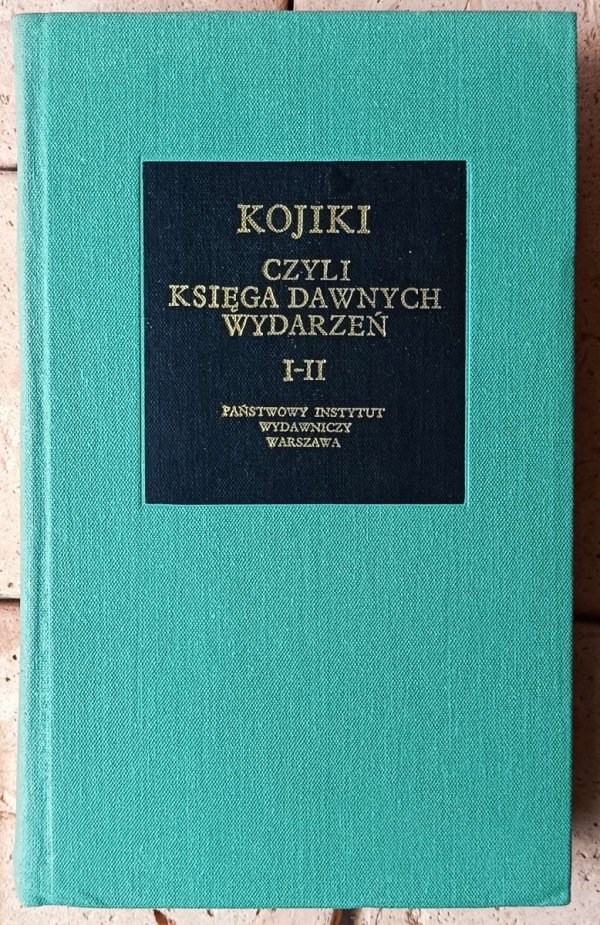 KOJIKI
CZYLI
KSIĘGA DAWNYCH
WYDARZEŃ
I-II
PAŃSTWOWY INSTYTUT
WYDAWNICZY
WARSZAWA